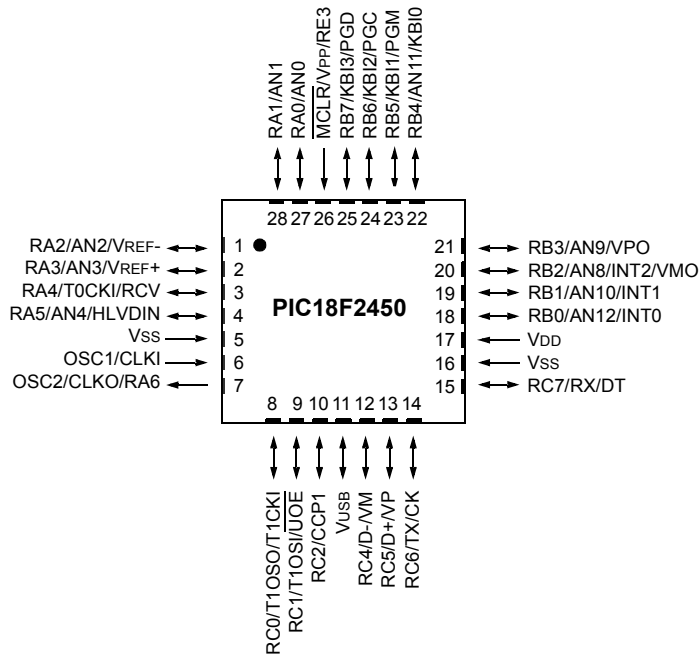 RA1/AN1
RA0/AN0
MCLR/VPP/RE3
RB7/KBI3/PGD
RB6/KBI2/PGC
RB5/KBI1/PGM
RB4/AN11/KBI0
28 27 26 25 24 23 22
RA2/AN2/VREF- 1
RA3/AN3/VREF+ 2
RA4/T0CKI/RCV 3
RA5/AN4/HLVDIN 4
VSS 5
OSC1/CLKI 6
OSC2/CLKO/RA6 7
PIC18F2450
21 RB3/AN9/VPO
20 RB2/AN8/INT2/VMO
19 RB1/AN10/INT1
18 RB0/AN12/INT0
17 VDD
16 VSS
15 RC7/RX/DT
8 9 10 11 12 13 14
RC0/T1OSO/T1CKI
RC1/T1OSI/UOE
RC2/CCP1
VUSB
RC4/D-/VM
RC5/D+/VP
RC6/TX/CK